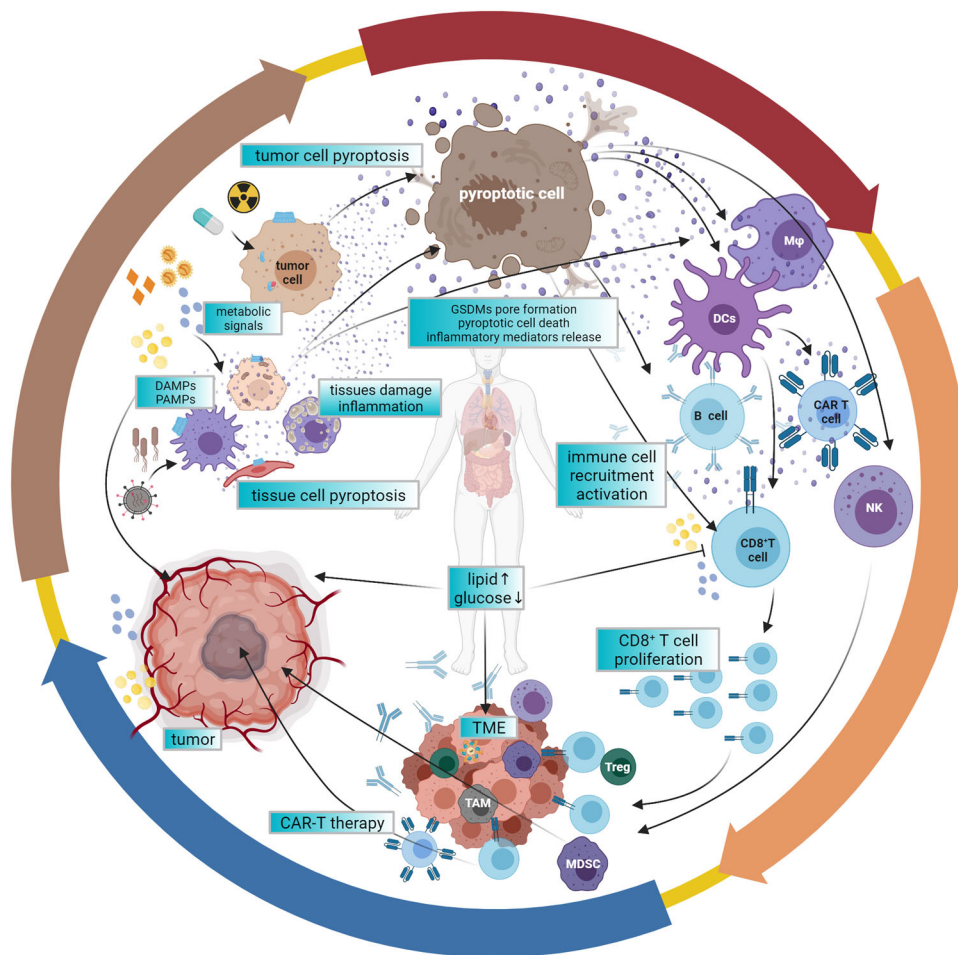 tumor cell pyroptosis
pyroptotic cell
Mφ
tumor
cell
metabolic
signals
GSDMs pore formation
pyroptotic cell death
inflammatory mediators release
DCs
DAMPs
PAMPs
tissues damage
inflammation
B cell
CAR T
cell
immune cell
recruitment
activation
tissue cell pyroptosis
NK
CD8⁺T
cell
lipid↑
glucose↓
CD8⁺ T cell
proliferation
TME
tumor
Treg
TAM
CAR-T therapy
MDSC